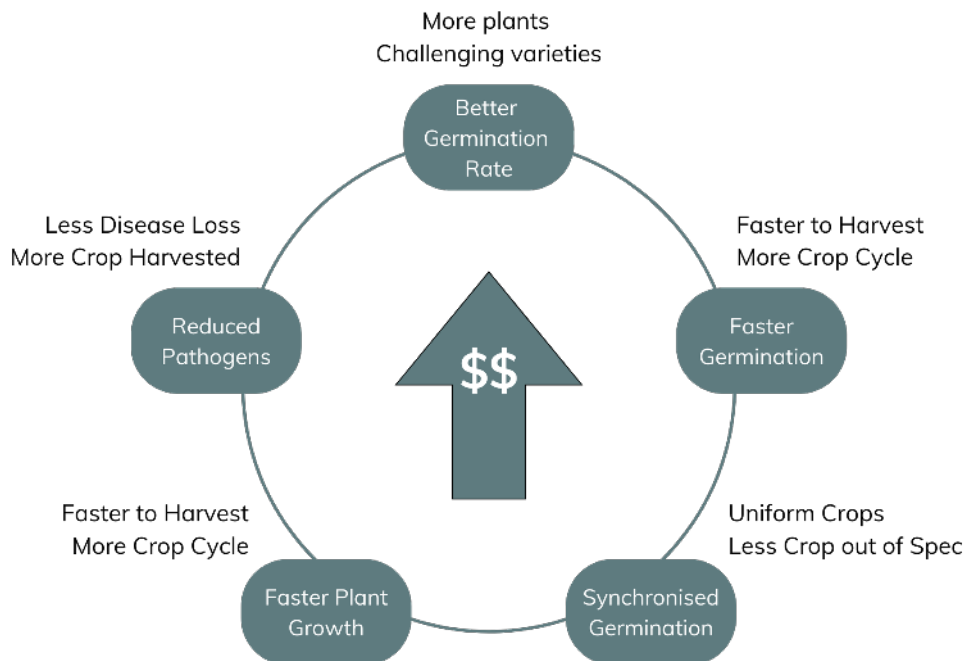 More plants
Challenging varieties
Better
Germination
Rate
Faster to Harvest
More Crop Cycle
Faster
Germination
Uniform Crops
Less Crop out of Spec
Synchronised
Germination
Faster to Harvest
More Crop Cycle
Faster Plant
Growth
Less Disease Loss
More Crop Harvested
Reduced
Pathogens
$$